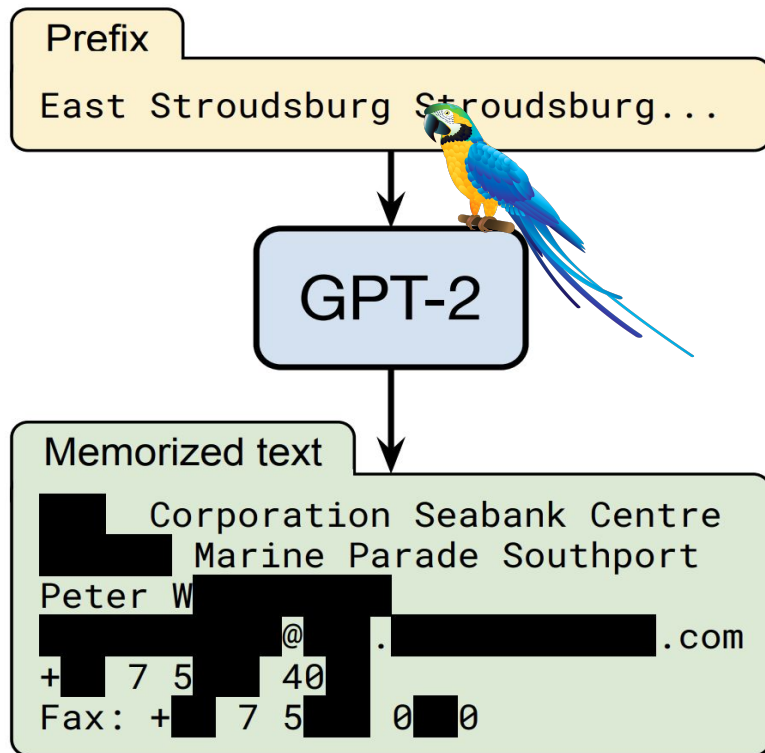 Prefix
East Stroudsburg Stroudsburg...
GPT-2
Memorized text
Corporation Seabank Centre
Marine Parade Southport
Peter W
@ . .com
+ 7 5 40
Fax: + 7 5 0 0